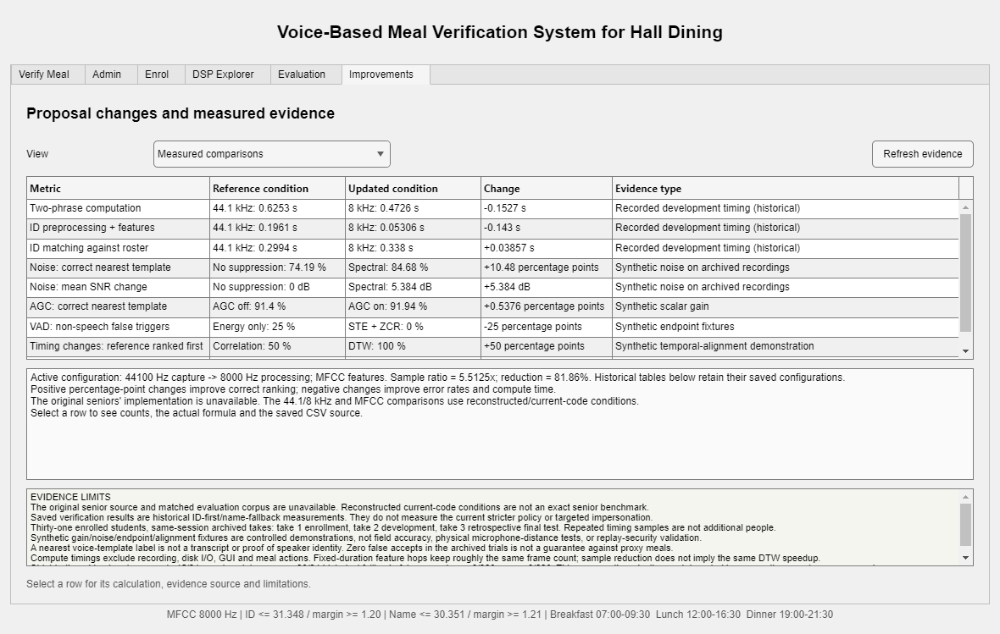 Voice-Based Meal Verification System for Hall Dining
Verify Meal Admin Enrol DSP Explorer Evaluation Improvements
Proposal changes and measured evidence
View Measured comparisons Refresh evidence
Metric Reference condition Updated condition Change Evidence type
Two-phrase computation 44.1 kHz: 0.6253 s 8 kHz: 0.4726 s -0.1527 s Recorded development timing (historical)
ID preprocessing + features 44.1 kHz: 0.1961 s 8 kHz: 0.05306 s -0.143 s Recorded development timing (historical)
ID matching against roster 44.1 kHz: 0.2994 s 8 kHz: 0.338 s +0.03857 s Recorded development timing (historical)
Noise: correct nearest template No suppression: 74.19 % Spectral: 84.68 % +10.48 percentage points Synthetic noise on archived recordings
Noise: mean SNR change No suppression: 0 dB Spectral: 5.384 dB +5.384 dB Synthetic noise on archived recordings
AGC: correct nearest template AGC off: 91.4 % AGC on: 91.94 % +0.5376 percentage points Synthetic scalar gain
VAD: non-speech false triggers Energy only: 25 % STE + ZCR: 0 % -25 percentage points Synthetic endpoint fixtures
Timing changes: reference ranked first Correlation: 50 % DTW: 100 % +50 percentage points Synthetic temporal-alignment demonstration
Active configuration: 44100 Hz capture -> 8000 Hz processing; MFCC features. Sample ratio = 5.5125x; reduction = 81.86%. Historical tables below retain their saved configurations.
Positive percentage-point changes improve correct ranking; negative changes improve error rates and compute time.
The original seniors' implementation is unavailable. The 44.1/8 kHz and MFCC comparisons use reconstructed/current-code conditions.
Select a row to see counts, the actual formula and the saved CSV source.
EVIDENCE LIMITS
The original senior source and matched evaluation corpus are unavailable. Reconstructed current-code conditions are not an exact senior benchmark.
Saved verification results are historical ID-first/name-fallback measurements. They do not measure the current stricter policy or targeted impersonation.
Thirty-one enrolled students, same-session archived takes: take 1 enrollment, take 2 development, take 3 retrospective final test. Repeated timing samples are not additional people.
Synthetic gain/noise/endpoint/alignment fixtures are controlled demonstrations, not field accuracy, physical microphone-distance tests, or replay-security validation.
A nearest voice-template label is not a transcript or proof of speaker identity. Zero false accepts in the archived trials is not a guarantee against proxy meals.
Compute timings exclude recording, disk I/O, GUI and meal actions. Fixed-duration feature hops keep roughly the same frame count; sample reduction does not imply the same DTW speedup.
Select a row for its calculation, evidence source and limitations.
MFCC 8000 Hz | ID <= 31.348 / margin >= 1.20 | Name <= 30.351 / margin >= 1.21 | Breakfast 07:00-09:30 Lunch 12:00-16:30 Dinner 19:00-21:30